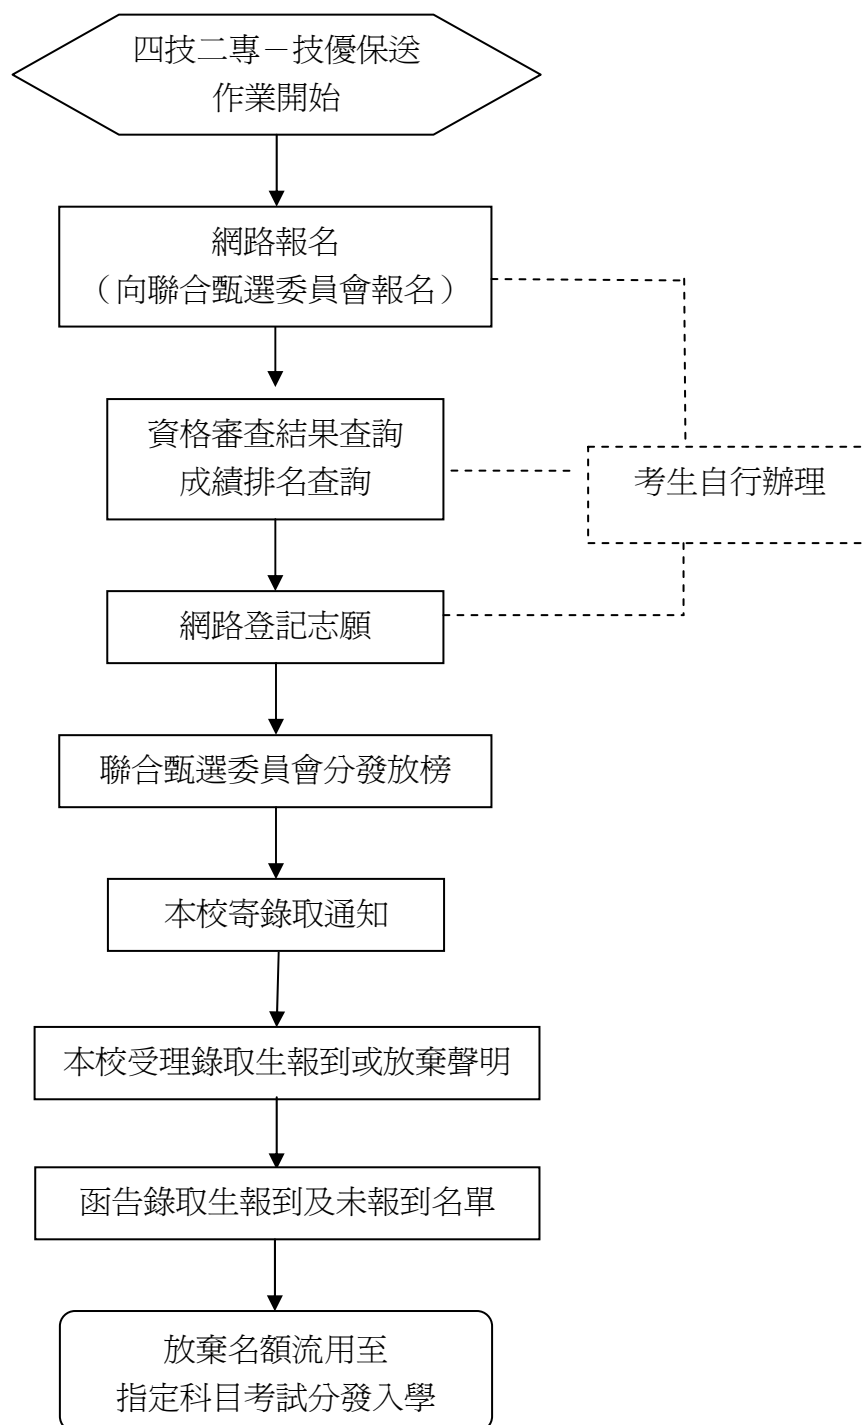 四技二專－技優保送
作業開始
網路報名
（向聯合甄選委員會報名）
資格審查結果查詢
成績排名查詢
考生自行辦理
網路登記志願
聯合甄選委員會分發放榜
本校寄錄取通知
本校受理錄取生報到或放棄聲明
函告錄取生報到及未報到名單
放棄名額流用至
指定科目考試分發入學